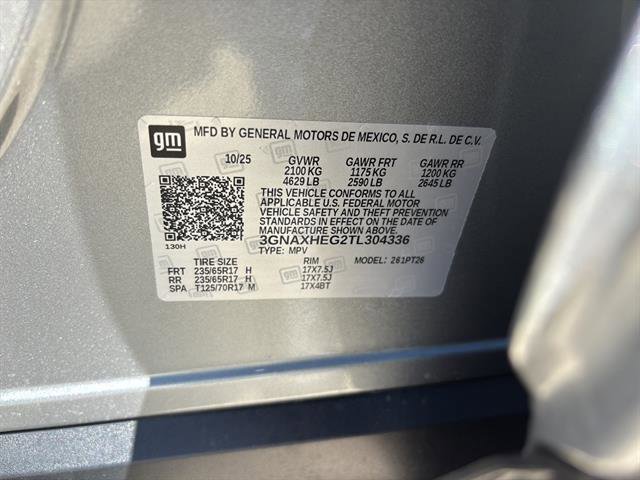 gm MFD BY GENERAL MOTORS DE MEXICO, S. DE R.L. DE C.V.
10/25 GVWR GAWR FRT GAWR RR
2100 KG 1175 KG 1200 KG
4629 LB 2590 LB 2645 LB
THIS VEHICLE CONFORMS TO ALL
APPLICABLE U.S. FEDERAL MOTOR
VEHICLE SAFETY STANDARDS IN
EFFECT ON THE DATE OF
MANUFACTURE SHOWN ABOVE.
3GNAXHEG2TL304336
130H TYPE: MPV
TIRE SIZE RIM MODEL: 261PT26
FRT 235/65R17 H 17X7.5J
RR 235/65R17 H 17X7.5J
SPA T125/70R17 M 17X4BT